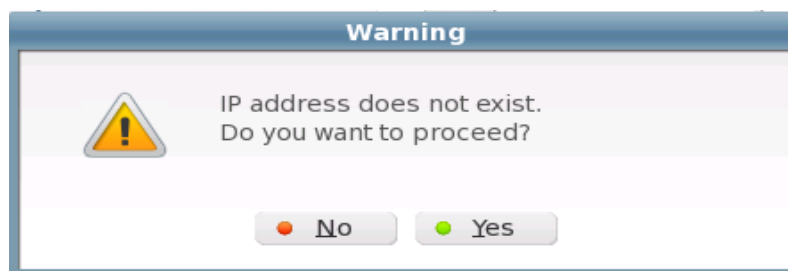 Warning
IP address does not exist.
Do you want to proceed?
No
Yes